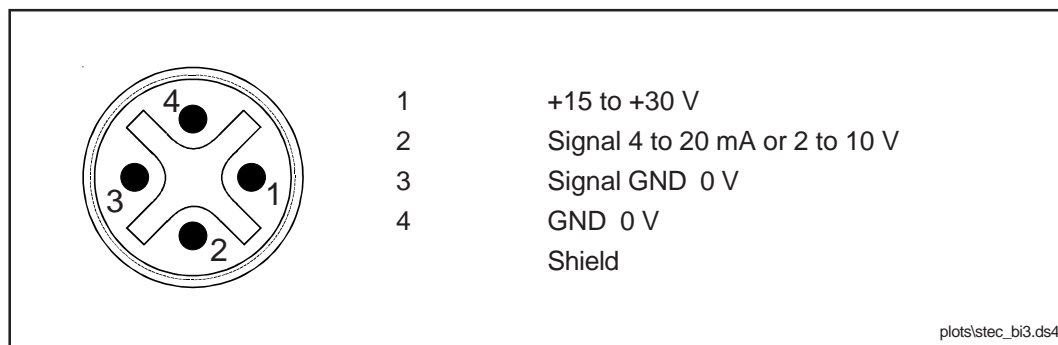 4
3
1
2
1 +15 to +30 V
2 Signal 4 to 20 mA or 2 to 10 V
3 Signal GND 0 V
4 GND 0 V
Shield
plots\stec_bi3.ds4